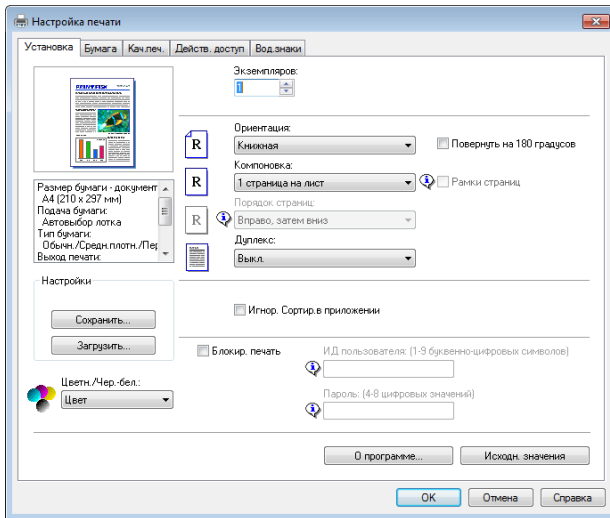 Настройка печати
Установка
Бумага
Кач.печ.
Действ. доступ
Вод.знаки
Экземпляров:
1
Ориентация:
R
Книжная
Повернуть на 180 градусов
Компоновка:
R
1 страница на лист
Рамки страниц
Порядок страниц:
R
Вправо, затем вниз
Дуплекс:
Выкл.
Размер бумаги - документ
A4 (210 x 297 мм)
Подача бумаги:
Автовыбор лотка
Тип бумаги:
Обычн./Средн.плотн./Пер
Выход печати:
Настройки
Сохранить...
Загрузить...
Игнор. Сортир.в приложении
Блокир. печать
ИД пользователя: (1-9 буквенно-цифровых символов)
Пароль: (4-8 цифровых значений)
Цветн./Чер.-бел.:
Цвет
О программе...
Исходн. значения
OK
Отмена
Справка